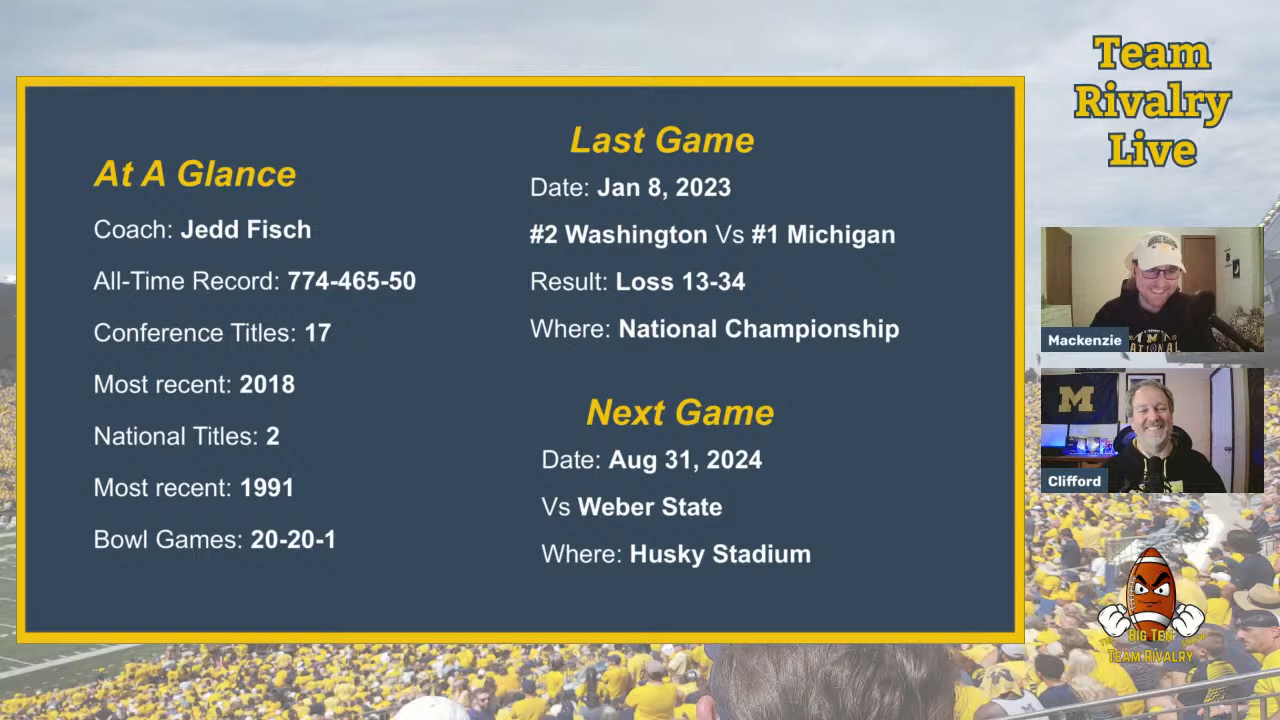 At A Glance
Coach: Jedd Fisch
All-Time Record: 774-465-50
Conference Titles: 17
Most recent: 2018
National Titles: 2
Most recent: 1991
Bowl Games: 20-20-1
Last Game
Date: Jan 8, 2023
#2 Washington Vs #1 Michigan
Result: Loss 13-34
Where: National Championship
Next Game
Date: Aug 31, 2024
Vs Weber State
Where: Husky Stadium
Team
Rivalry
Live
M
NATIONAL
Mackenzie
M
Clifford
The BIG TEN Show
TEAM RIVALRY